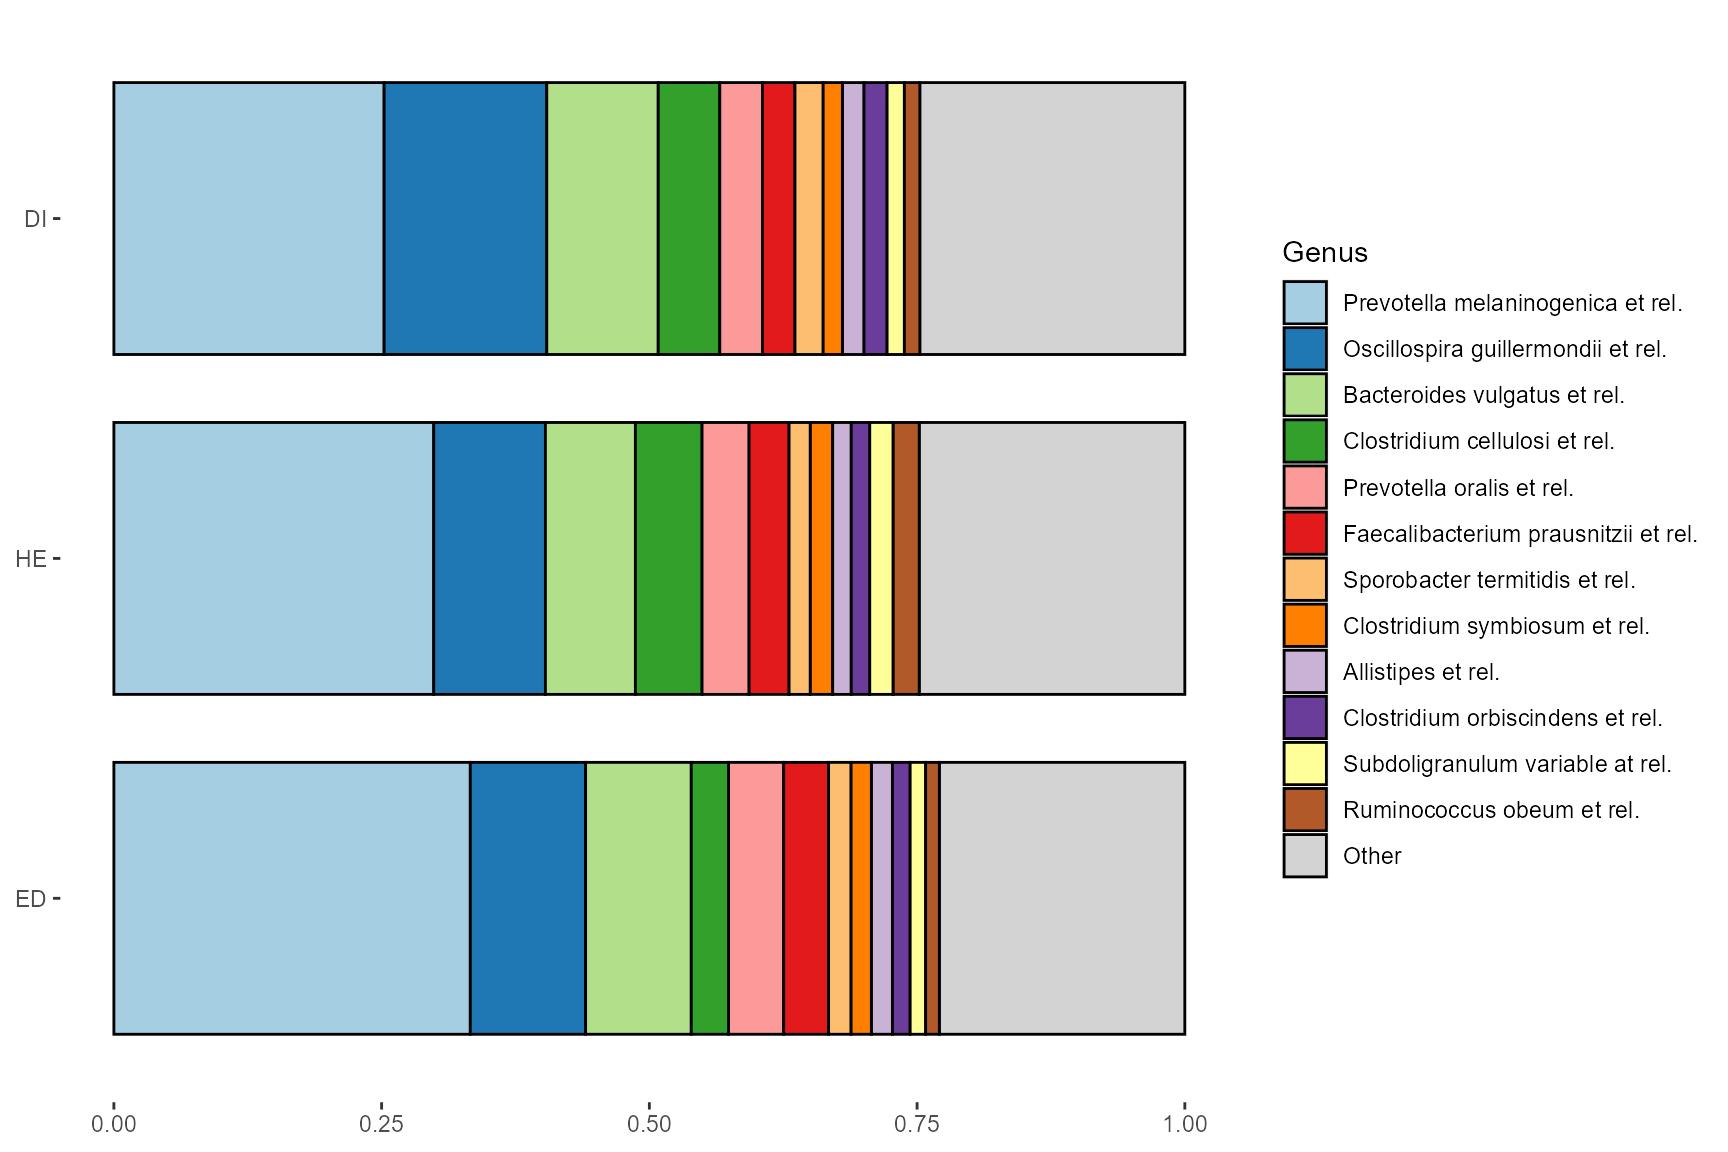 DI
HE
ED
0.00 0.25 0.50 0.75 1.00
Genus
Prevotella melaninogenica et rel.
Oscillospira guillermondii et rel.
Bacteroides vulgatus et rel.
Clostridium cellulosi et rel.
Prevotella oralis et rel.
Faecalibacterium prausnitzii et rel.
Sporobacter termitidis et rel.
Clostridium symbiosum et rel.
Allistipes et rel.
Clostridium orbiscindens et rel.
Subdoligranulum variable at rel.
Ruminococcus obeum et rel.
Other